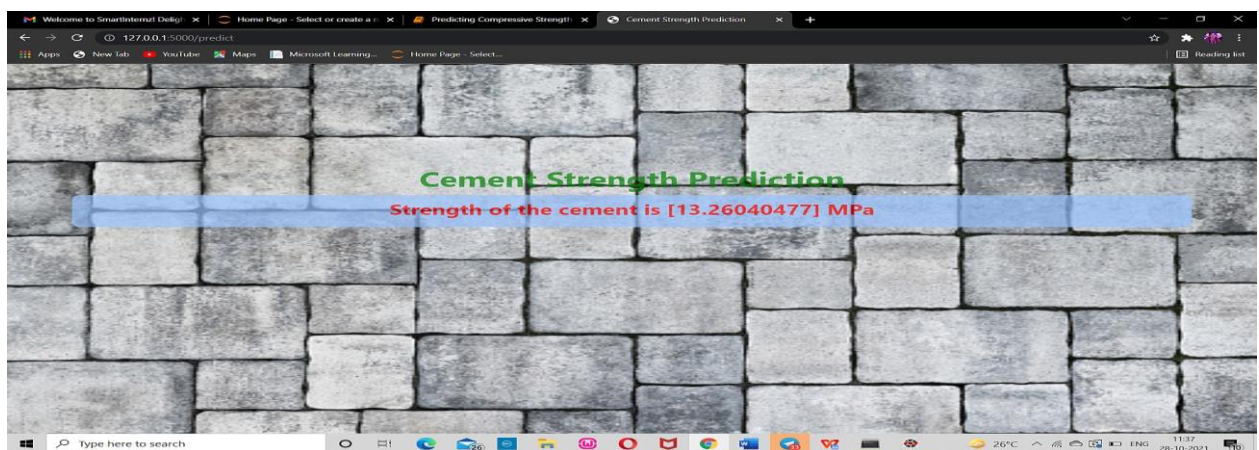 Welcome to SmartInternz! Deligh
Home Page - Select or create a n
Predicting Compressive Strength
Cement Strength Prediction
127.0.0.1:5000/predict
Apps
New Tab
YouTube
Maps
Microsoft Learning...
Home Page - Select...
Reading list
Cement Strength Prediction
Strength of the cement is [13.26040477] MPa
Type here to search
26
26°C
ENG
11:37
28-10-2021